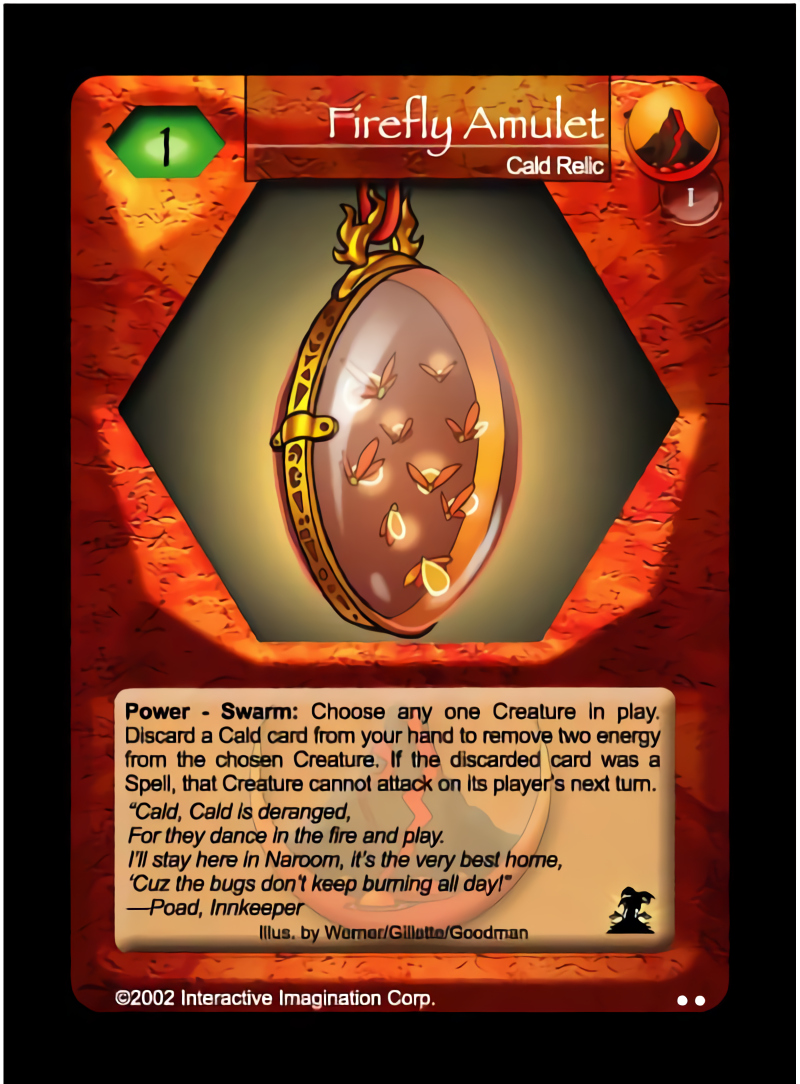 1
Firefly Amulet
Cald Relic
I
Power - Swarm: Choose any one Creature in play.
Discard a Cald card from your hand to remove two energy
from the chosen Creature. If the discarded card was a
Spell, that Creature cannot attack on its player's next turn.
"Cald, Cald is deranged,
For they dance in the fire and play.
I'll stay here in Naroom, it's the very best home,
'Cuz the bugs don't keep burning all day!"
—Poad, Innkeeper
Illus. by Werner/Gillette/Goodman
©2002 Interactive Imagination Corp.